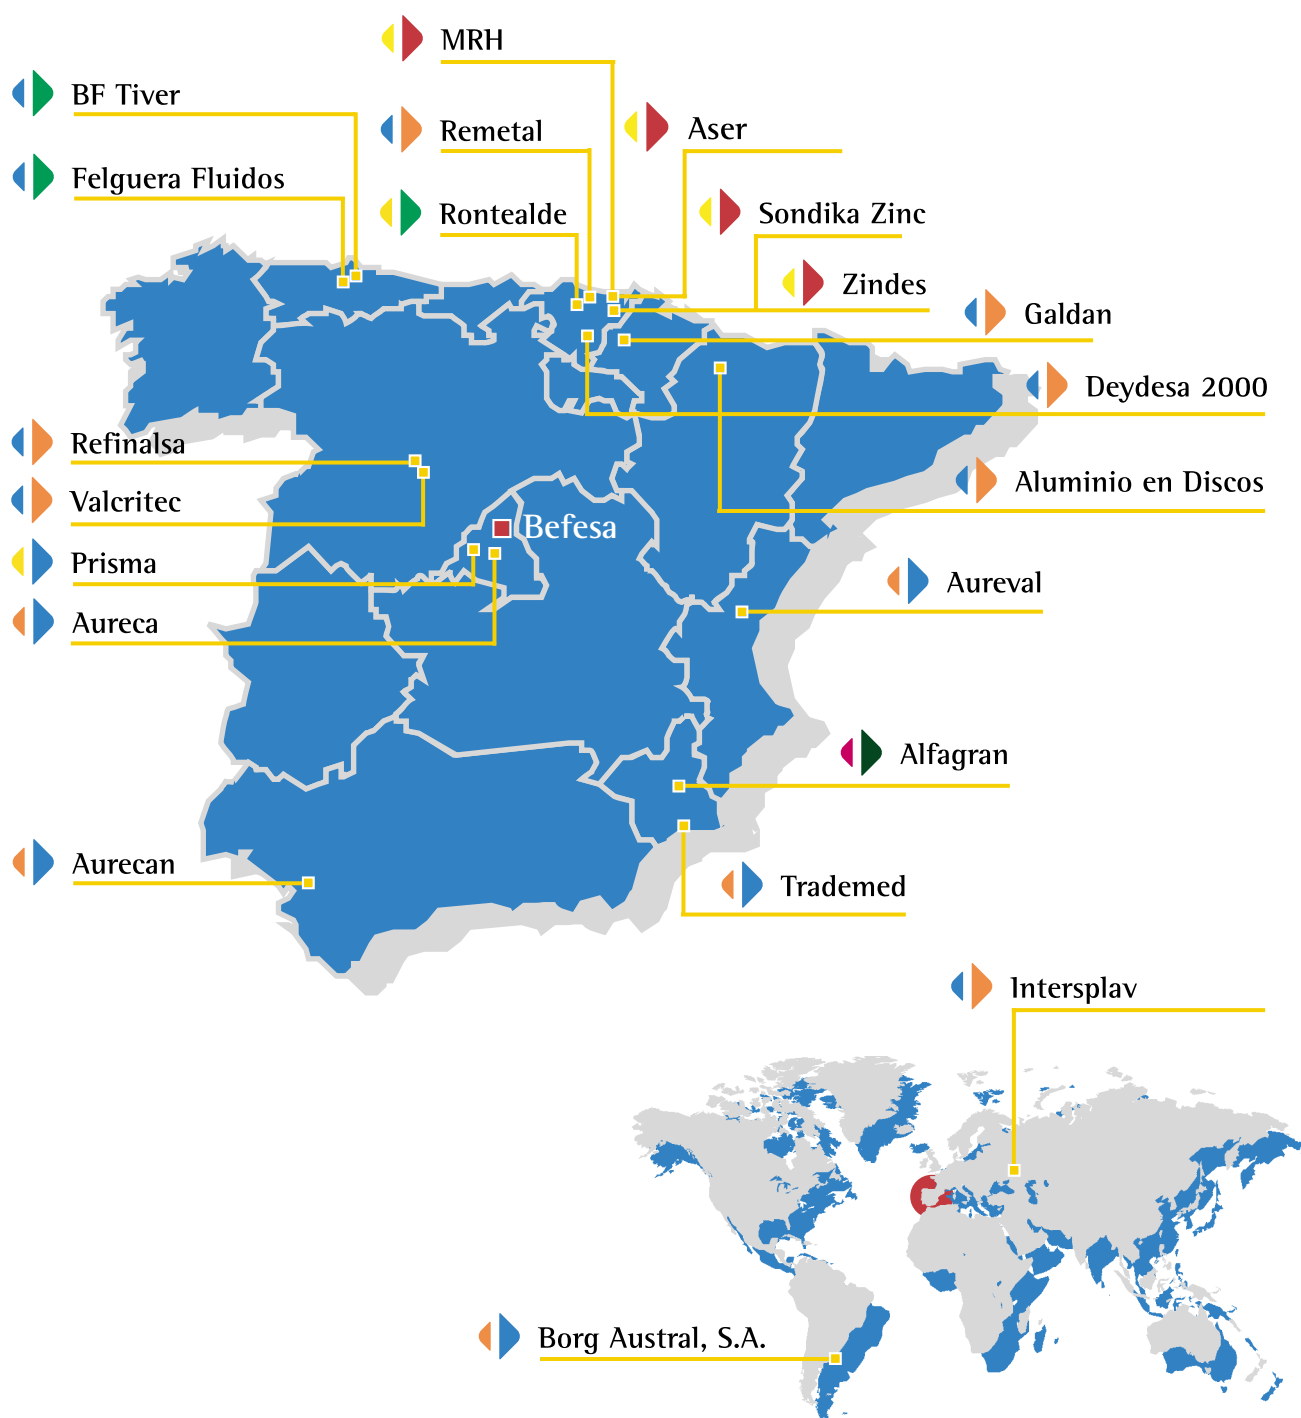 MRH
BF Tiver
Remetal
Aser
Felguera Fluidos
Rontealde
Sondika Zinc
Zindes
Galdan
Deydesa 2000
Refinalsa
Aluminio en Discos
Valcritec
Befesa
Prisma
Aureval
Aureca
Alfagran
Aurecan
Trademed
Intersplav
Borg Austral, S.A.